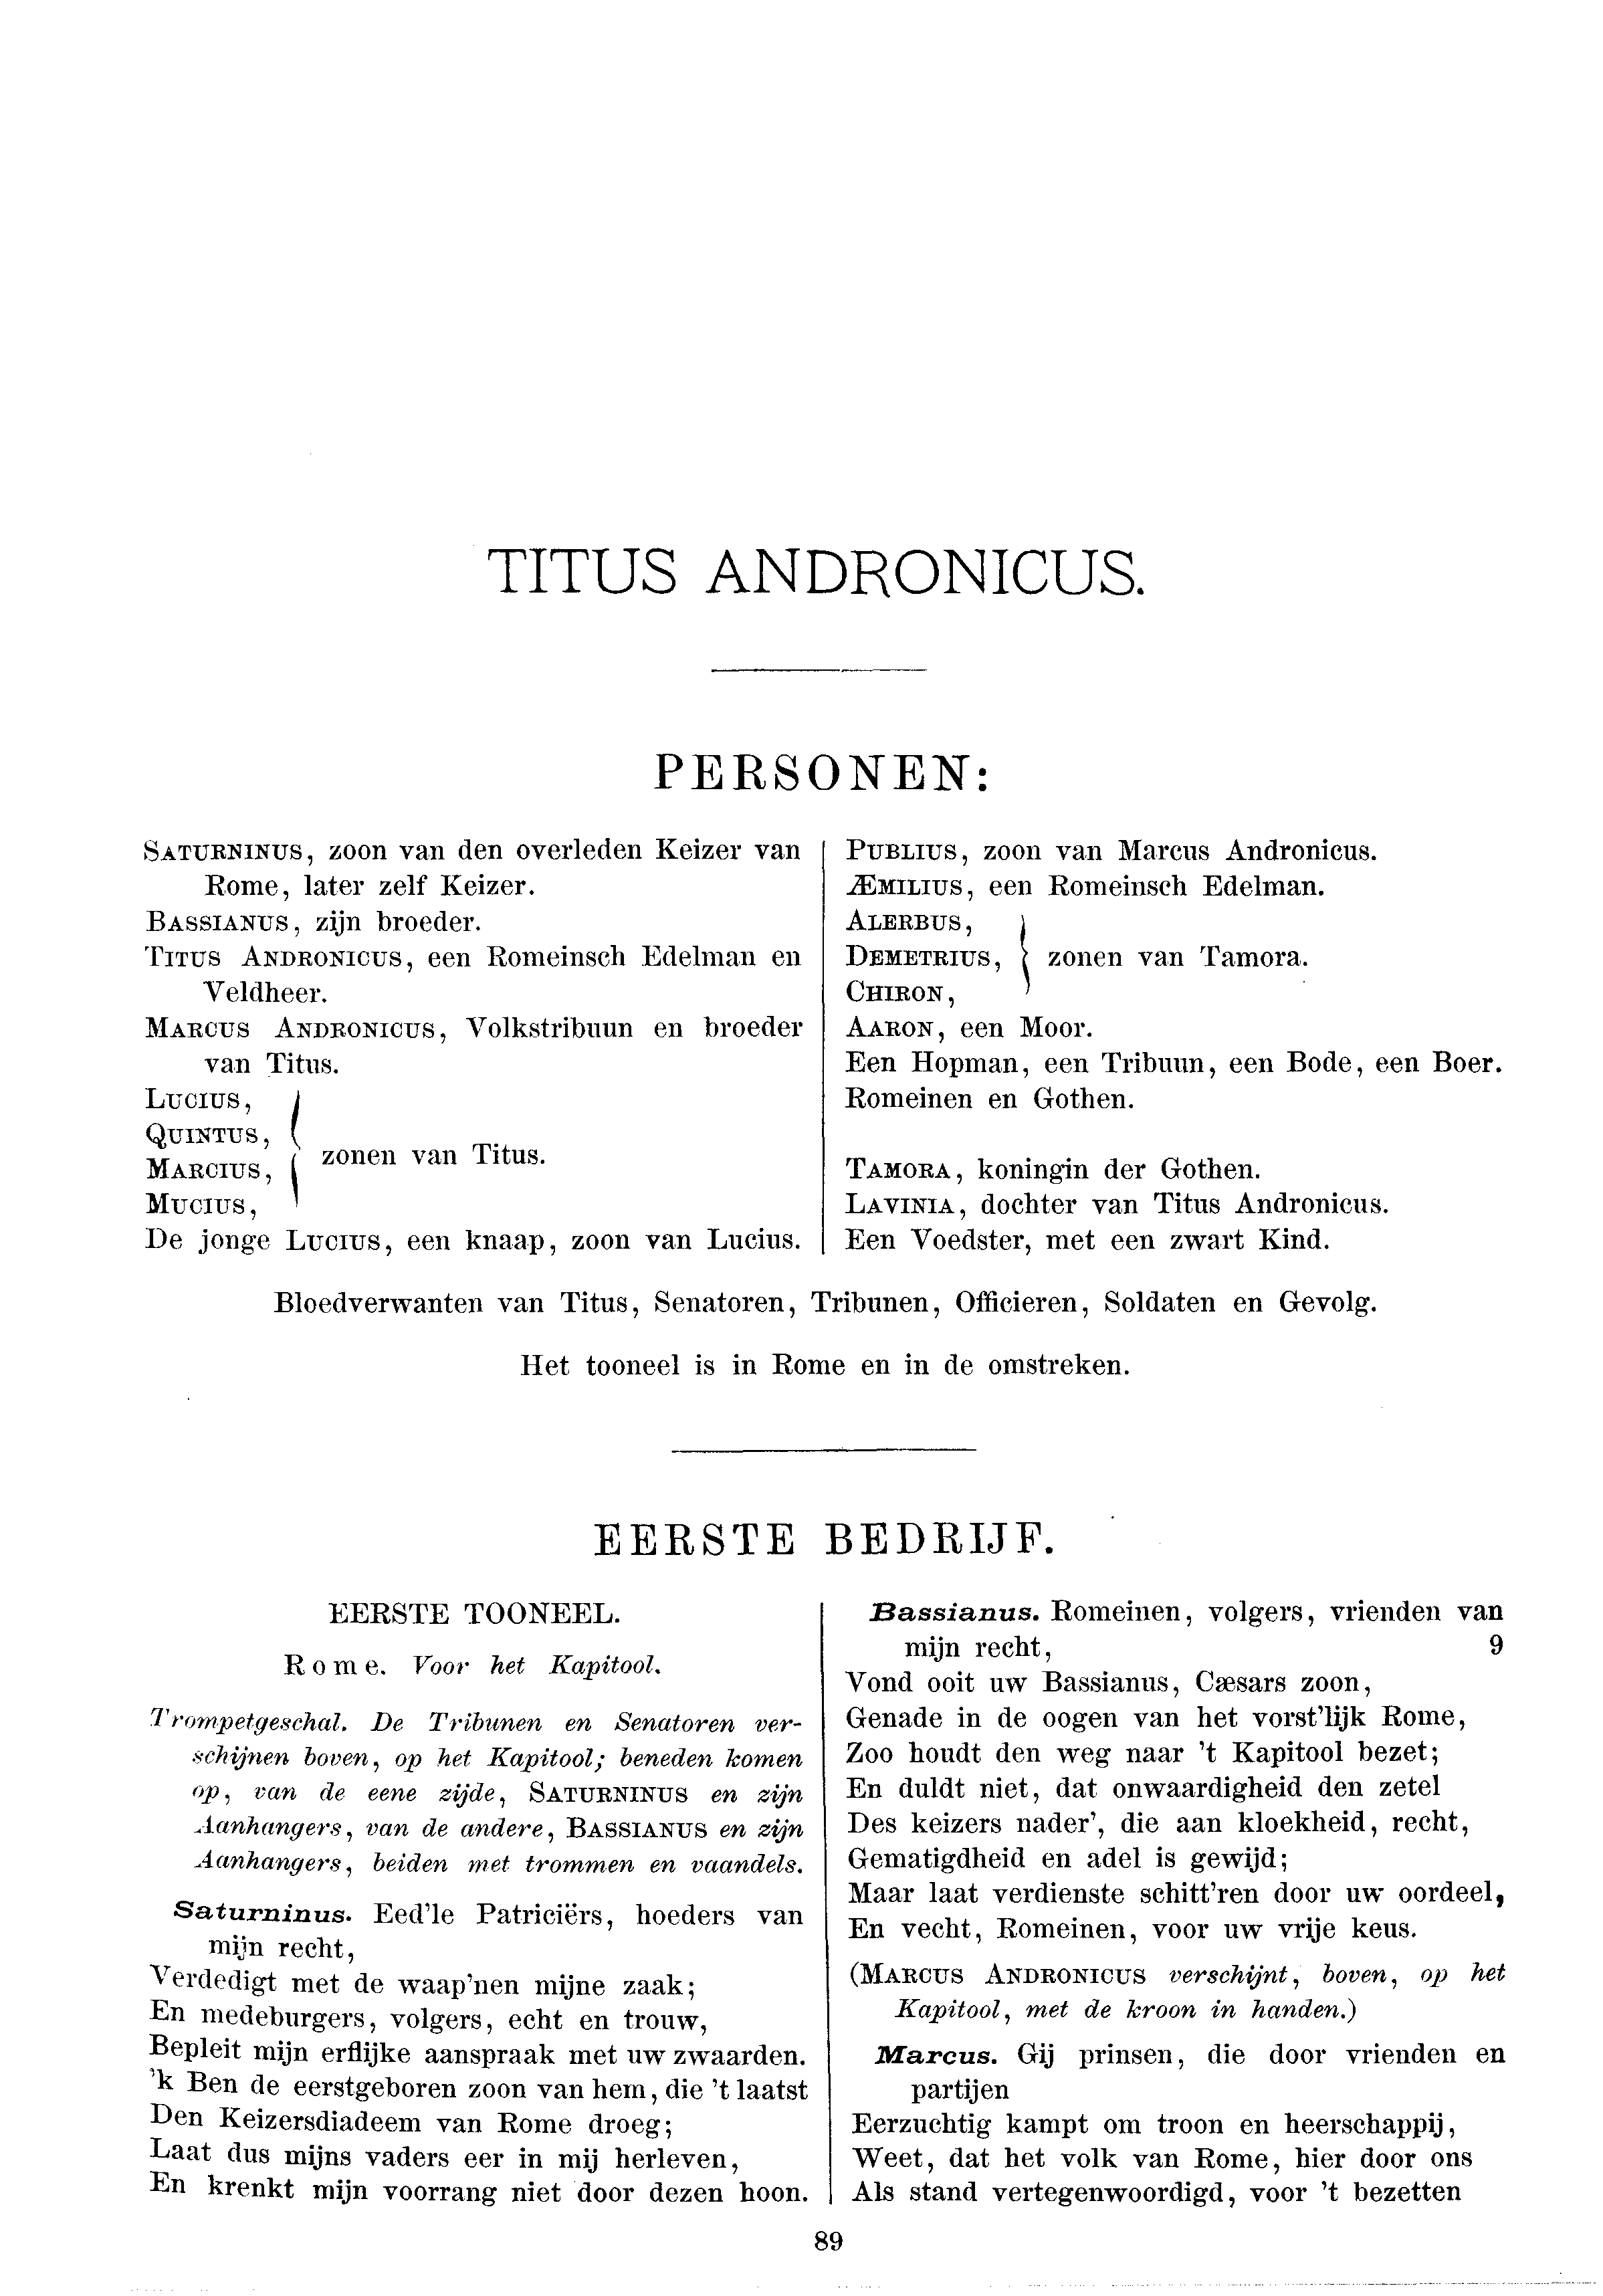 TITUS ANDRONICUS.
PERSONEN:
SATURNINUS, zoon van den overleden Keizer van
Rome, later zelf Keizer.
BASSIANUS, zijn broeder.
TITUS ANDRONICUS, een Romeinsch Edelman en
Veldheer.
MARCUS ANDRONICUS, Volkstribuun en broeder
van Titus.
LUCIUS,
QUINTUS,
MARCIUS,
MUCIUS,
zonen van Titus.
De jonge LUCIUS, een knaap, zoon van Lucius.
PUBLIUS, zoon van Marcus Andronicus.
ÆMILIUS, een Romeinsch Edelman.
ALERBUS,
DEMETRIUS,
CHIRON,
zonen van Tamora.
AARON, een Moor.
Een Hopman, een Tribuun, een Bode, een Boer.
Romeinen en Gothen.
TAMORA, koningin der Gothen.
LAVINIA, dochter van Titus Andronicus.
Een Voedster, met een zwart Kind.
Bloedverwanten van Titus, Senatoren, Tribunen, Officieren, Soldaten en Gevolg.
Het tooneel is in Rome en in de omstreken.
EERSTE BEDRIJF.
EERSTE TOONEEL.
Rome. Voor het Kapitool.
Trompetgeschal. De Tribunen en Senatoren ver-
schijnen boven, op het Kapitool; beneden komen
op, van de eene zijde, SATURNINUS en zijn
Aanhangers, van de andere, BASSIANUS en zijn
Aanhangers, beiden met trommen en vaandels.
Saturninus. Eed'le Patriciërs, hoeders van
mijn recht,
Verdedigt met de waap'nen mijne zaak;
En medeburgers, volgers, echt en trouw,
Bepleit mijn erflijke aanspraak met uw zwaarden.
'k Ben de eerstgeboren zoon van hem, die 't laatst
Den Keizersdiadeem van Rome droeg;
Laat dus mijns vaders eer in mij herleven,
En krenkt mijn voorrang niet door dezen hoon.
Bassianus. Romeinen, volgers, vrienden van
mijn recht, 9
Vond ooit uw Bassianus, Cæsars zoon,
Genade in de oogen van het vorst'lijk Rome,
Zoo houdt den weg naar 't Kapitool bezet;
En duldt niet, dat onwaardigheid den zetel
Des keizers nader', die aan kloekheid, recht,
Gematigdheid en adel is gewijd;
Maar laat verdienste schitt'ren door uw oordeel,
En vecht, Romeinen, voor uw vrije keus.
(MARCUS ANDRONICUS verschijnt, boven, op het
Kapitool, met de kroon in handen.)
Marcus. Gij prinsen, die door vrienden en
partijen
Eerzuchtig kampt om troon en heerschappij,
Weet, dat het volk van Rome, hier door ons
Als stand vertegenwoordigd, voor 't bezetten
89